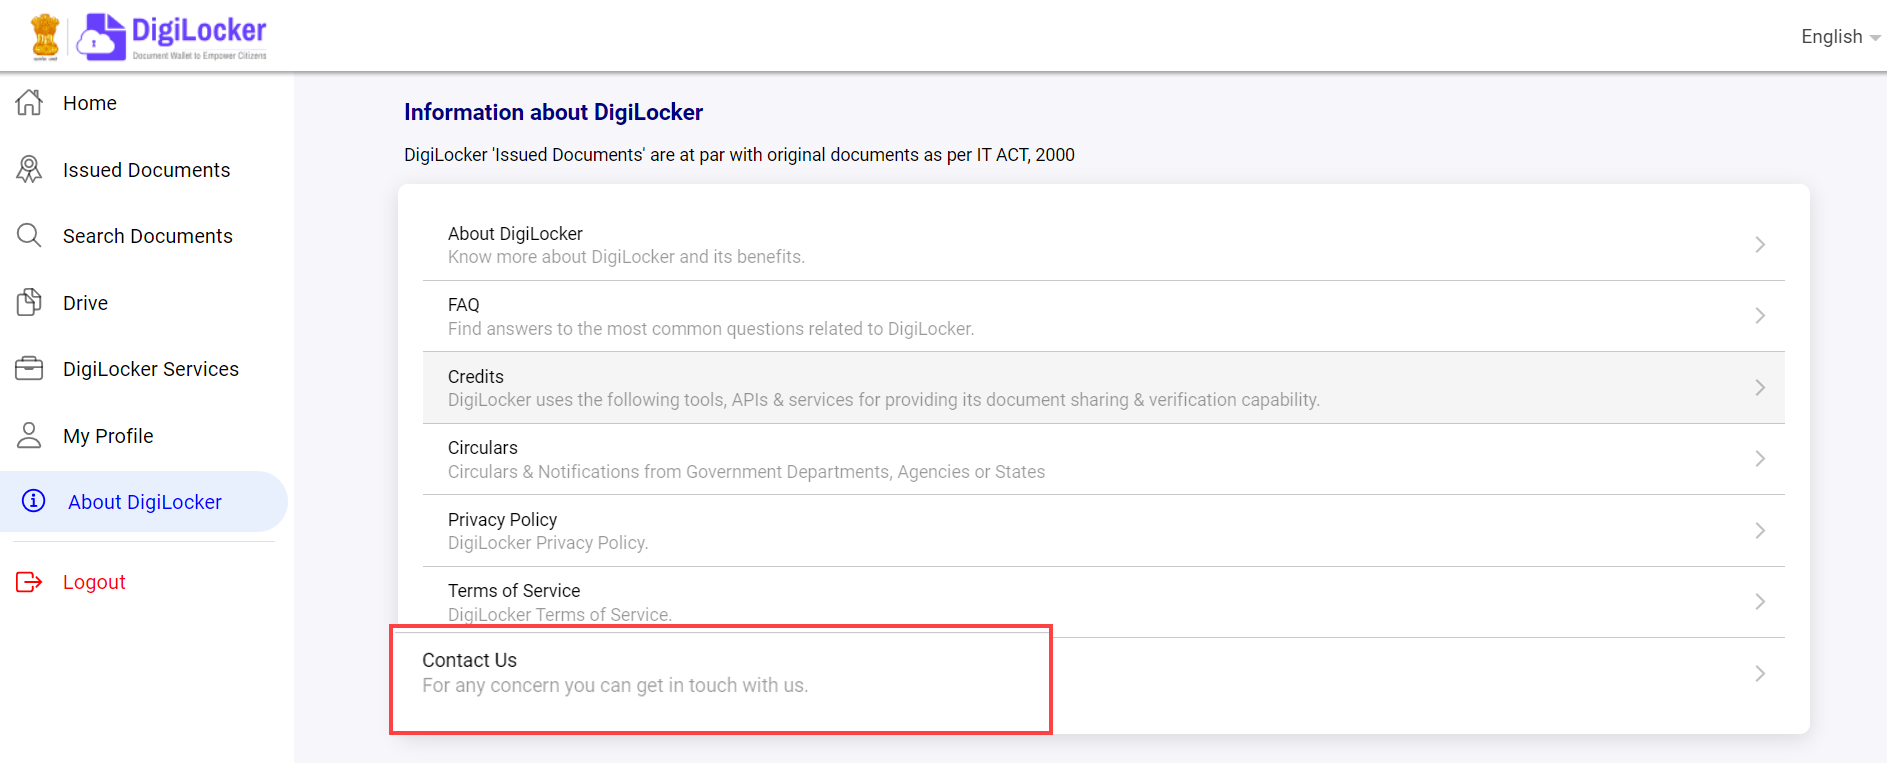 DigiLocker
Document Wallet to Empower Citizens
English
Home
Issued Documents
Search Documents
Drive
DigiLocker Services
My Profile
About DigiLocker
Logout
Information about DigiLocker
DigiLocker 'Issued Documents' are at par with original documents as per IT ACT, 2000
About DigiLocker
Know more about DigiLocker and its benefits.
FAQ
Find answers to the most common questions related to DigiLocker.
Credits
DigiLocker uses the following tools, APIs & services for providing its document sharing & verification capability.
Circulars
Circulars & Notifications from Government Departments, Agencies or States
Privacy Policy
DigiLocker Privacy Policy.
Terms of Service
DigiLocker Terms of Service.
Contact Us
For any concern you can get in touch with us.